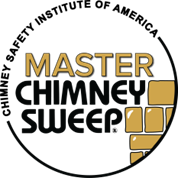 CHIMNEY SAFETY INSTITUTE OF AMERICA
MASTER
CHIMNEY
SWEEP®